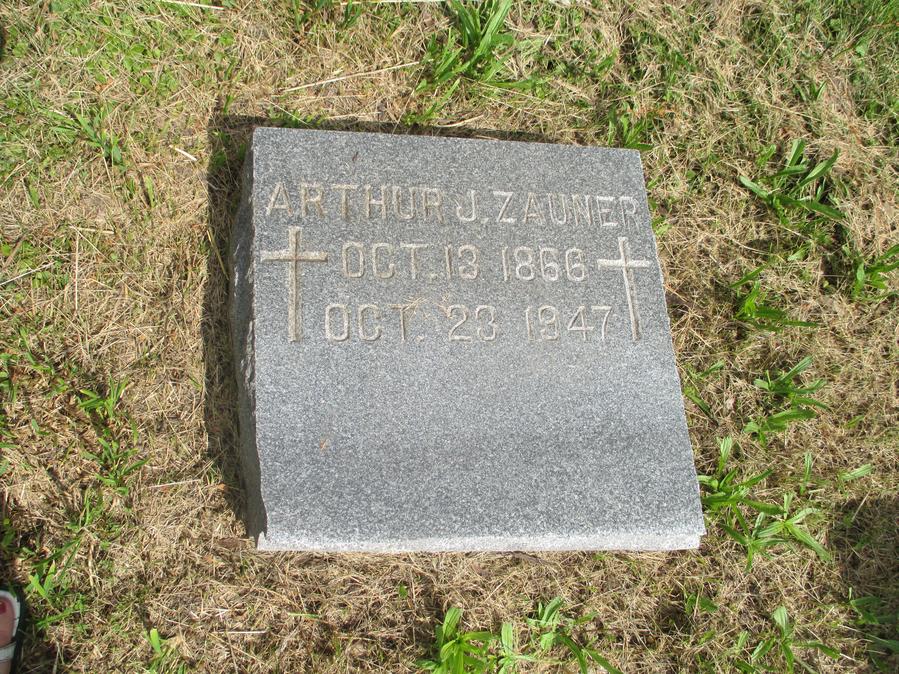 ARTHUR J. ZAUNER
OCT. 13 1866
OCT. 23 1947